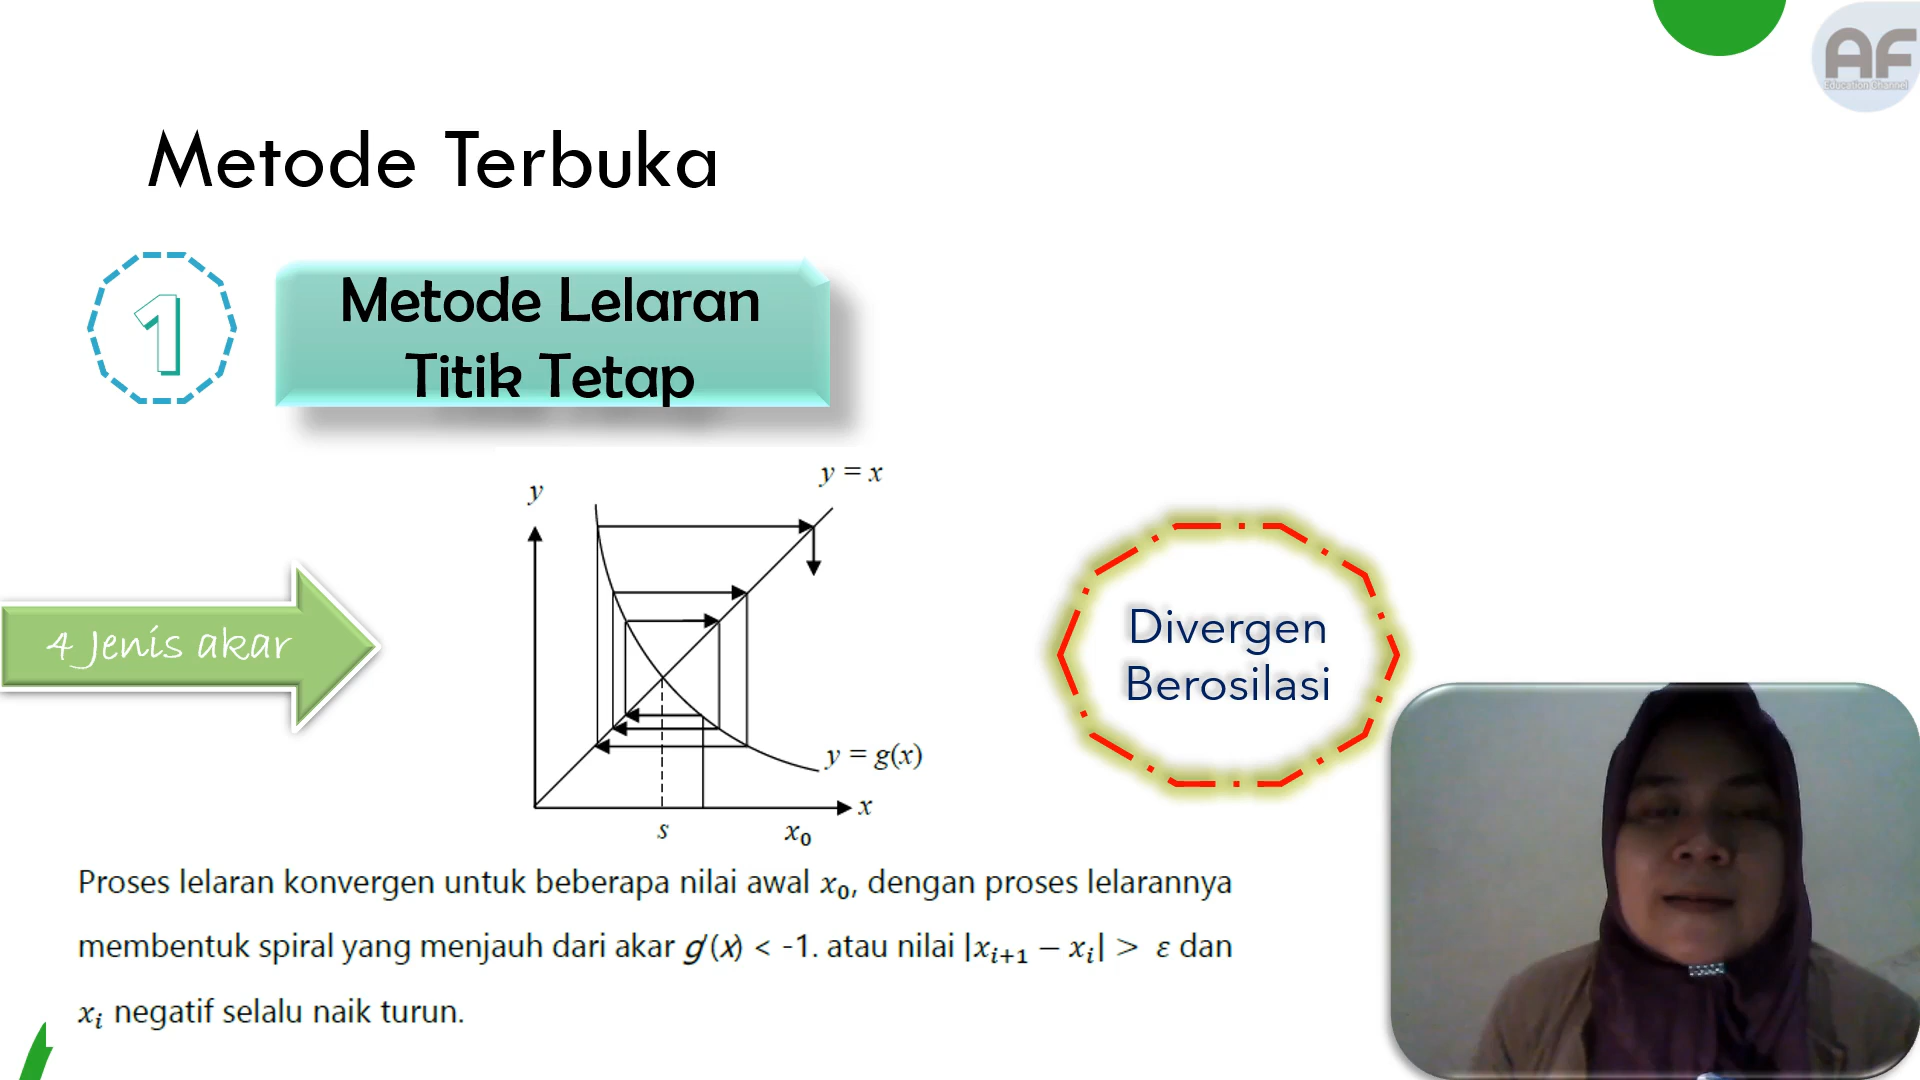 AF
Education Channel
Metode Terbuka
1
Metode Lelaran
Titik Tetap
y = x
y
4 Jenis akar
Divergen
Berosilasi
y = g(x)
x
s
x₀
Proses lelaran konvergen untuk beberapa nilai awal x₀, dengan proses lelarannya
membentuk spiral yang menjauh dari akar g′(x) < -1. atau nilai |xᵢ₊₁ − xᵢ| > ε dan
xᵢ negatif selalu naik turun.